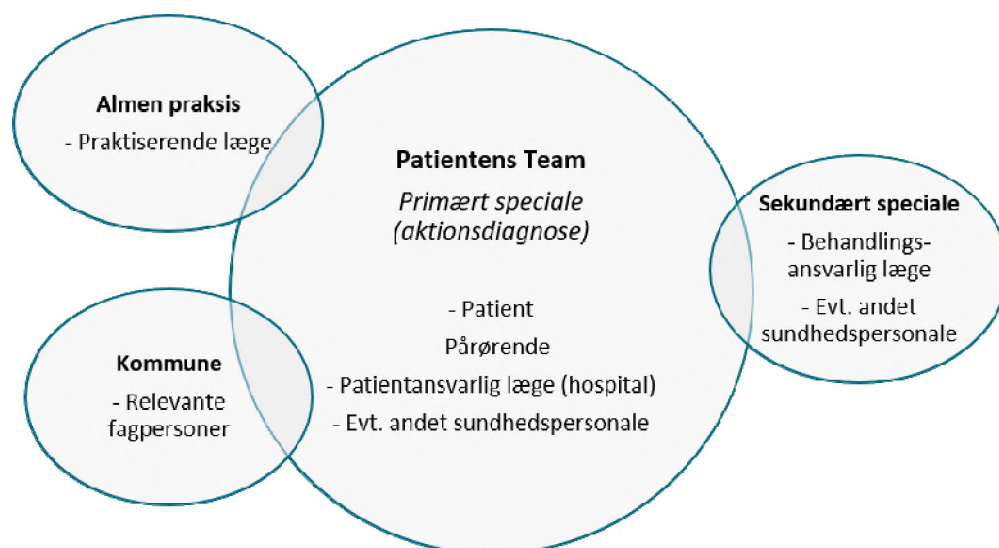 Almen praksis
- Praktiserende læge
Patientens Team
Primært speciale
(aktionsdiagnose)
- Patient
Pårørende
- Patientansvarlig læge (hospital)
- Evt. andet sundhedspersonale
Sekundært speciale
- Behandlings-
ansvarlig læge
- Evt. andet
sundhedspersonale
Kommune
- Relevante
fagpersoner